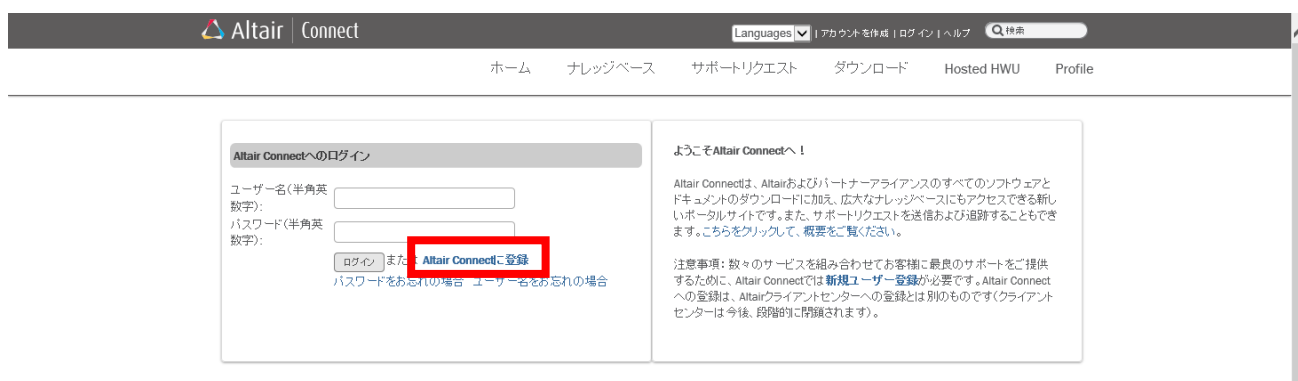 Altair | Connect
Languages | アカウントを作成 | ログイン | ヘルプ 検索
ホーム ナレッジベース サポートリクエスト ダウンロード Hosted HWU Profile
Altair Connectへのログイン
ユーザー名(半角英
数字):
パスワード(半角英
数字):
ログイン または Altair Connectに登録
パスワードをお忘れの場合 ユーザー名をお忘れの場合
ようこそAltair Connectへ！
Altair Connectは、Altairおよびパートナーアライアンスのすべてのソフトウェアと
ドキュメントのダウンロードに加え、広大なナレッジベースにもアクセスできる新し
いポータルサイトです。また、サポートリクエストを送信および追跡することもでき
ます。こちらをクリックして、概要をご覧ください。
注意事項：数々のサービスを組み合わせてお客様に最良のサポートをご提供
するために、Altair Connectでは新規ユーザー登録が必要です。Altair Connect
への登録は、Altairクライアントセンターへの登録とは別のものです(クライアント
センターは今後、段階的に閉鎖されます)。